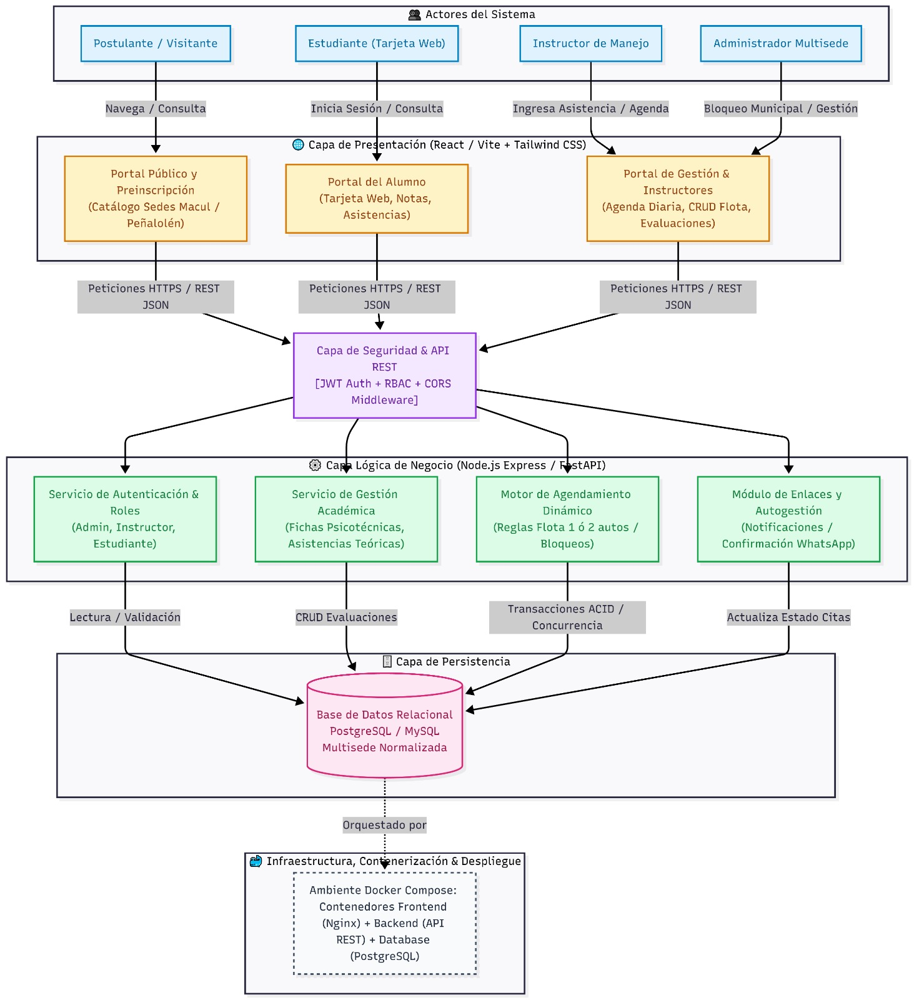 Actores del Sistema
Postulante / Visitante
Estudiante (Tarjeta Web)
Instructor de Manejo
Administrador Multisede
Navega / Consulta
Inicia Sesión / Consulta
Ingresa Asistencia / Agenda
Bloqueo Municipal / Gestión
Capa de Presentación (React / Vite + Tailwind CSS)
Portal Público y
Preinscripción
(Catálogo Sedes Macul /
Peñalolén)
Portal del Alumno
(Tarjeta Web, Notas,
Asistencias)
Portal de Gestión &
Instructores
(Agenda Diaria, CRUD Flota,
Evaluaciones)
Peticiones HTTPS / REST
JSON
Peticiones HTTPS / REST
JSON
Peticiones HTTPS / REST
JSON
Capa de Seguridad & API
REST
[JWT Auth + RBAC + CORS
Middleware]
Capa Lógica de Negocio (Node.js Express / FastAPI)
Servicio de Autenticación &
Roles
(Admin, Instructor,
Estudiante)
Servicio de Gestión
Académica
(Fichas Psicotécnicas,
Asistencias Teóricas)
Motor de Agendamiento
Dinámico
(Reglas Flota 1 ó 2 autos /
Bloqueos)
Módulo de Enlaces y
Autogestión
(Notificaciones /
Confirmación WhatsApp)
Lectura / Validación
CRUD Evaluaciones
Transacciones ACID /
Concurrencia
Actualiza Estado Citas
Capa de Persistencia
Base de Datos Relacional
PostgreSQL / MySQL
Multisede Normalizada
Orquestado por
Infraestructura, Contenerización & Despliegue
Ambiente Docker Compose:
Contenedores Frontend
(Nginx) + Backend (API
REST) + Database
(PostgreSQL)